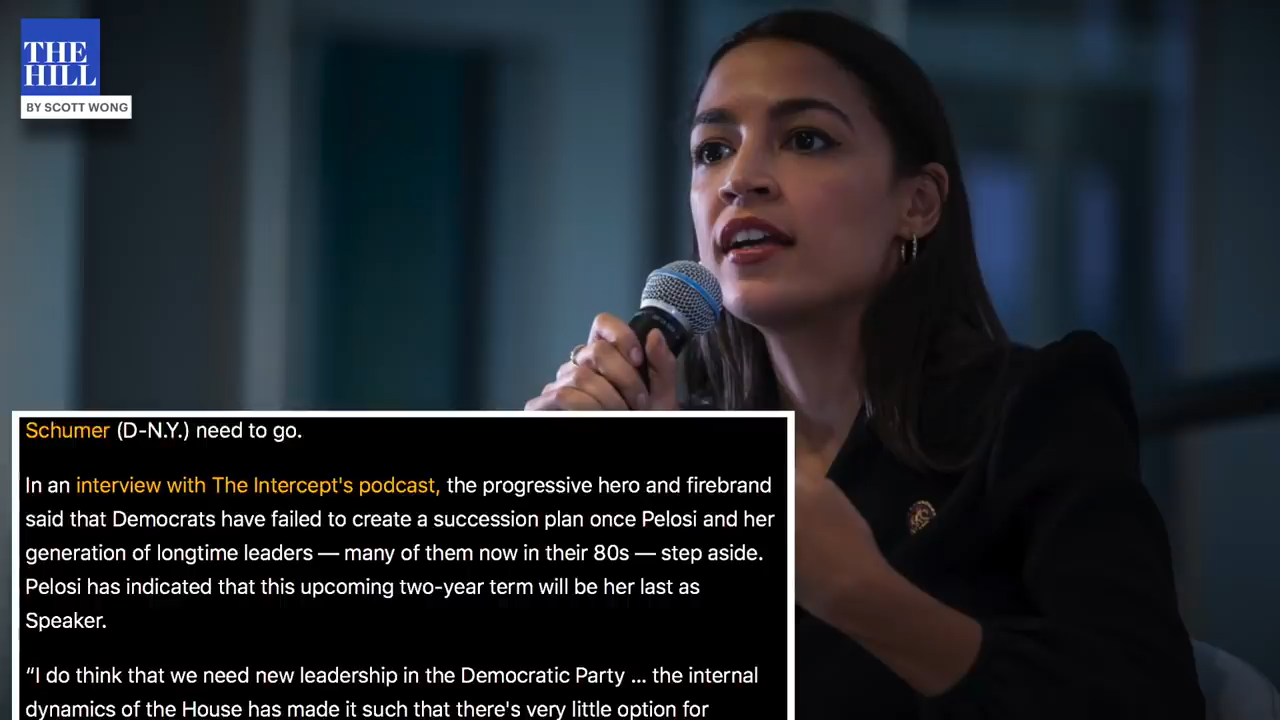 THE
HILL
BY SCOTT WONG
Schumer (D-N.Y.) need to go.
In an interview with The Intercept's podcast, the progressive hero and firebrand
said that Democrats have failed to create a succession plan once Pelosi and her
generation of longtime leaders — many of them now in their 80s — step aside.
Pelosi has indicated that this upcoming two-year term will be her last as
Speaker.
“I do think that we need new leadership in the Democratic Party ... the internal
dynamics of the House has made it such that there's very little option for